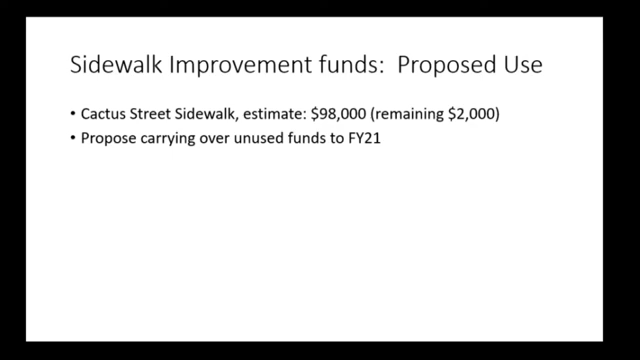 Sidewalk Improvement funds: Proposed Use
• Cactus Street Sidewalk, estimate: $98,000 (remaining $2,000)
• Propose carrying over unused funds to FY21